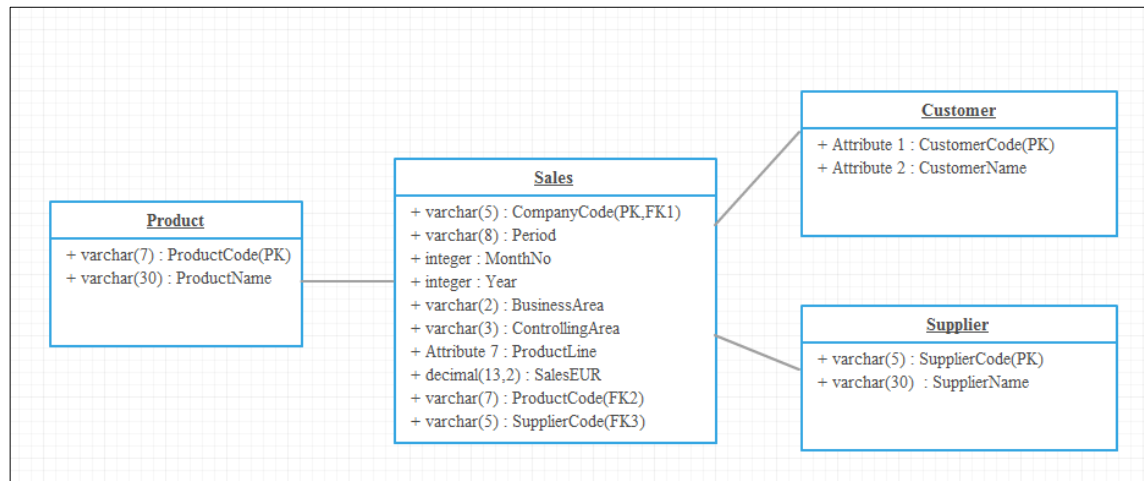 Product
+ varchar(7) : ProductCode(PK)
+ varchar(30) : ProductName
Sales
+ varchar(5) : CompanyCode(PK,FK1)
+ varchar(8) : Period
+ integer : MonthNo
+ integer : Year
+ varchar(2) : BusinessArea
+ varchar(3) : ControllingArea
+ Attribute 7 : ProductLine
+ decimal(13,2) : SalesEUR
+ varchar(7) : ProductCode(FK2)
+ varchar(5) : SupplierCode(FK3)
Customer
+ Attribute 1 : CustomerCode(PK)
+ Attribute 2 : CustomerName
Supplier
+ varchar(5) : SupplierCode(PK)
+ varchar(30) : SupplierName